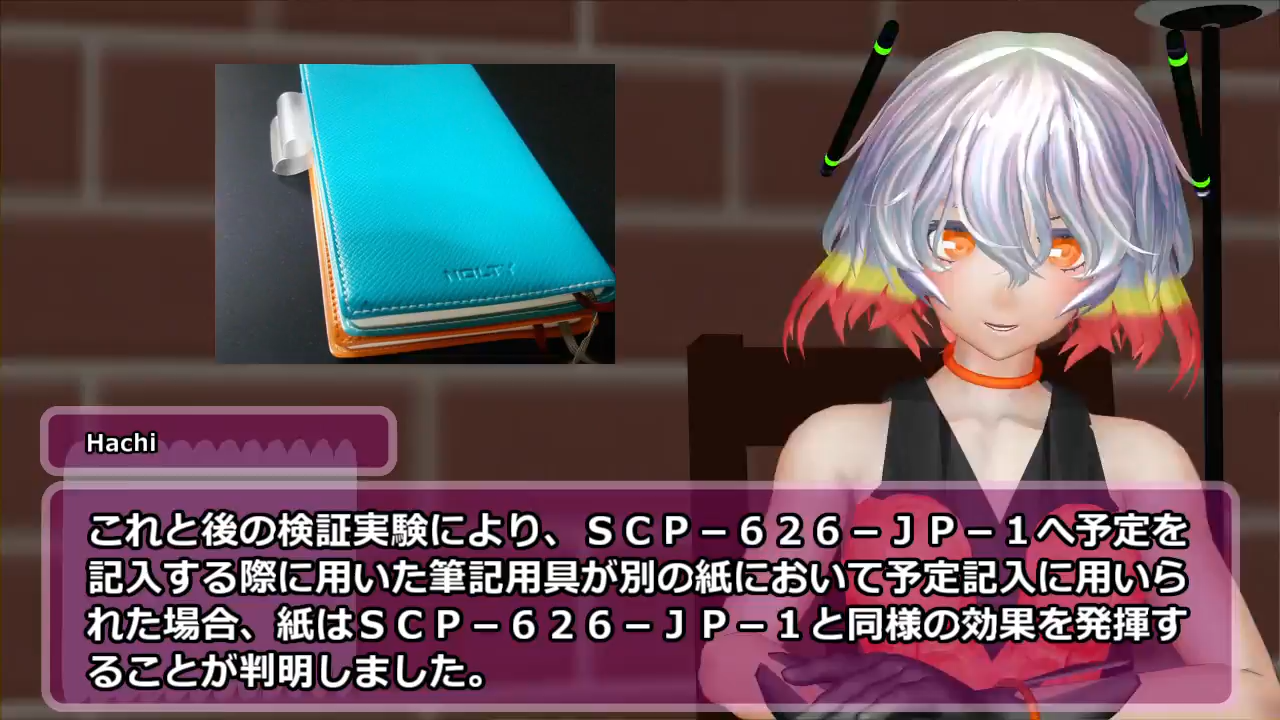 NOLTY
Hachi
これと後の検証実験により、ＳＣＰ－６２６－ＪＰ－１へ予定を
記入する際に用いた筆記用具が別の紙において予定記入に用いら
れた場合、紙はＳＣＰ－６２６－ＪＰ－１と同様の効果を発揮す
ることが判明しました。